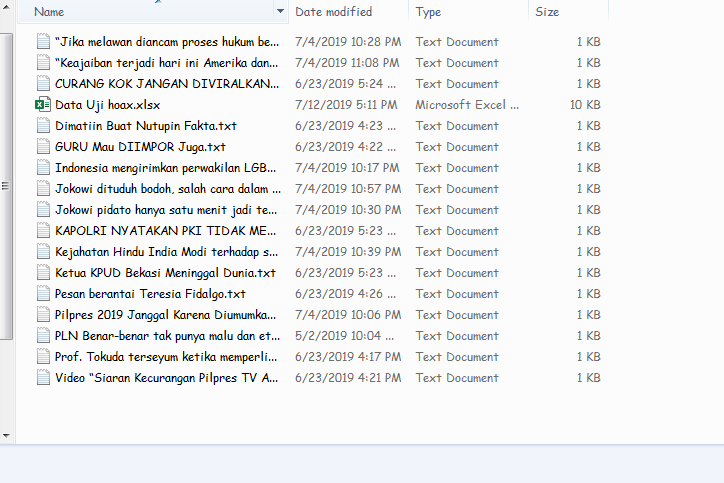 Name Date modified Type Size
“Jika melawan diancam proses hukum be... 7/4/2019 10:28 PM Text Document 1 KB
“Keajaiban terjadi hari ini Amerika dan... 7/4/2019 11:08 PM Text Document 1 KB
CURANG KOK JANGAN DIVIRALKAN... 6/23/2019 5:24 ... Text Document 1 KB
Data Uji hoax.xlsx 7/12/2019 5:11 PM Microsoft Excel ... 10 KB
Dimatiin Buat Nutupin Fakta.txt 6/23/2019 4:23 ... Text Document 1 KB
GURU Mau DIIMPOR Juga.txt 6/23/2019 4:22 ... Text Document 1 KB
Indonesia mengirimkan perwakilan LGB... 7/4/2019 10:17 PM Text Document 1 KB
Jokowi dituduh bodoh, salah cara dalam ... 7/4/2019 10:57 PM Text Document 1 KB
Jokowi pidato hanya satu menit jadi te... 7/4/2019 10:30 PM Text Document 1 KB
KAPOLRI NYATAKAN PKI TIDAK ME... 6/23/2019 5:23 ... Text Document 1 KB
Kejahatan Hindu India Modi terhadap s... 7/4/2019 10:39 PM Text Document 1 KB
Ketua KPUD Bekasi Meninggal Dunia.txt 6/23/2019 5:23 ... Text Document 1 KB
Pesan berantai Teresia Fidalgo.txt 6/23/2019 4:26 ... Text Document 1 KB
Pilpres 2019 Janggal Karena Diumumka... 7/4/2019 10:06 PM Text Document 1 KB
PLN Benar-benar tak punya malu dan et... 5/2/2019 10:04 ... Text Document 1 KB
Prof. Tokuda terseyum ketika memperli... 6/23/2019 4:17 PM Text Document 1 KB
Video “Siaran Kecurangan Pilpres TV A... 6/23/2019 4:21 PM Text Document 1 KB